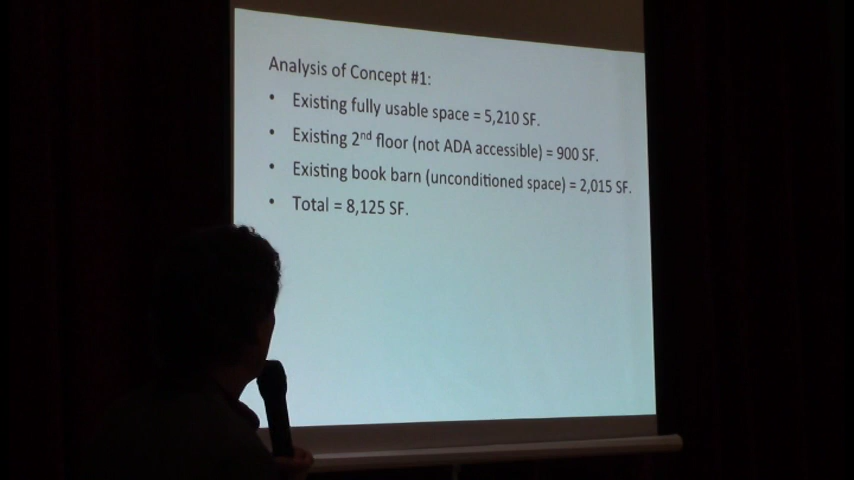 Analysis of Concept #1:
• Existing fully usable space = 5,210 SF.
• Existing 2nd floor (not ADA accessible) = 900 SF.
• Existing book barn (unconditioned space) = 2,015 SF.
• Total = 8,125 SF.